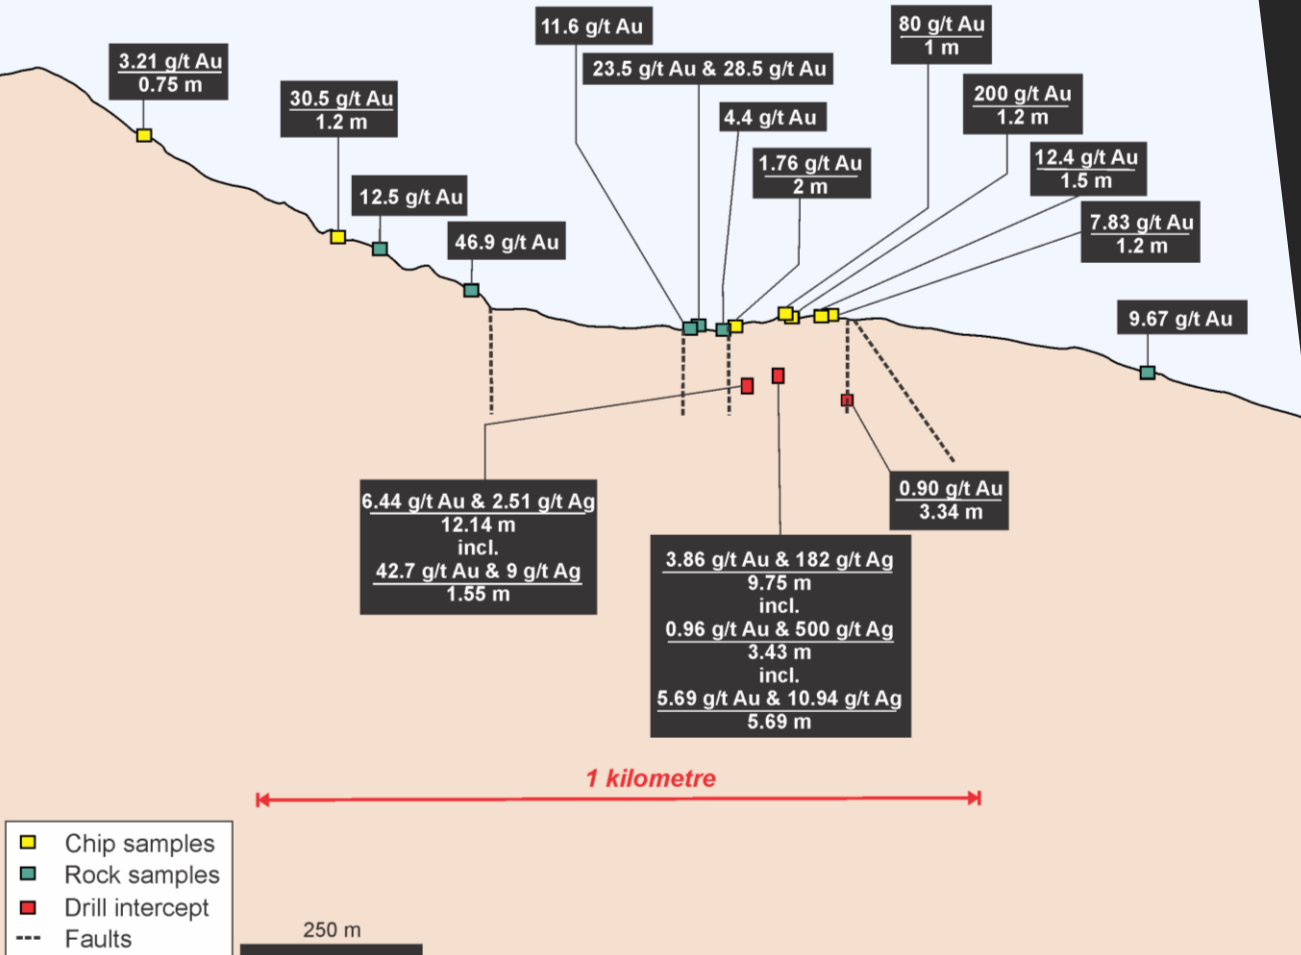 11.6 g/t Au
80 g/t Au
1 m
3.21 g/t Au
0.75 m
23.5 g/t Au & 28.5 g/t Au
30.5 g/t Au
1.2 m
200 g/t Au
1.2 m
4.4 g/t Au
12.4 g/t Au
1.5 m
1.76 g/t Au
2 m
12.5 g/t Au
7.83 g/t Au
1.2 m
46.9 g/t Au
9.67 g/t Au
6.44 g/t Au & 2.51 g/t Ag
12.14 m
incl.
42.7 g/t Au & 9 g/t Ag
1.55 m
0.90 g/t Au
3.34 m
3.86 g/t Au & 182 g/t Ag
9.75 m
incl.
0.96 g/t Au & 500 g/t Ag
3.43 m
incl.
5.69 g/t Au & 10.94 g/t Ag
5.69 m
1 kilometre
Chip samples
Rock samples
Drill intercept
Faults
250 m